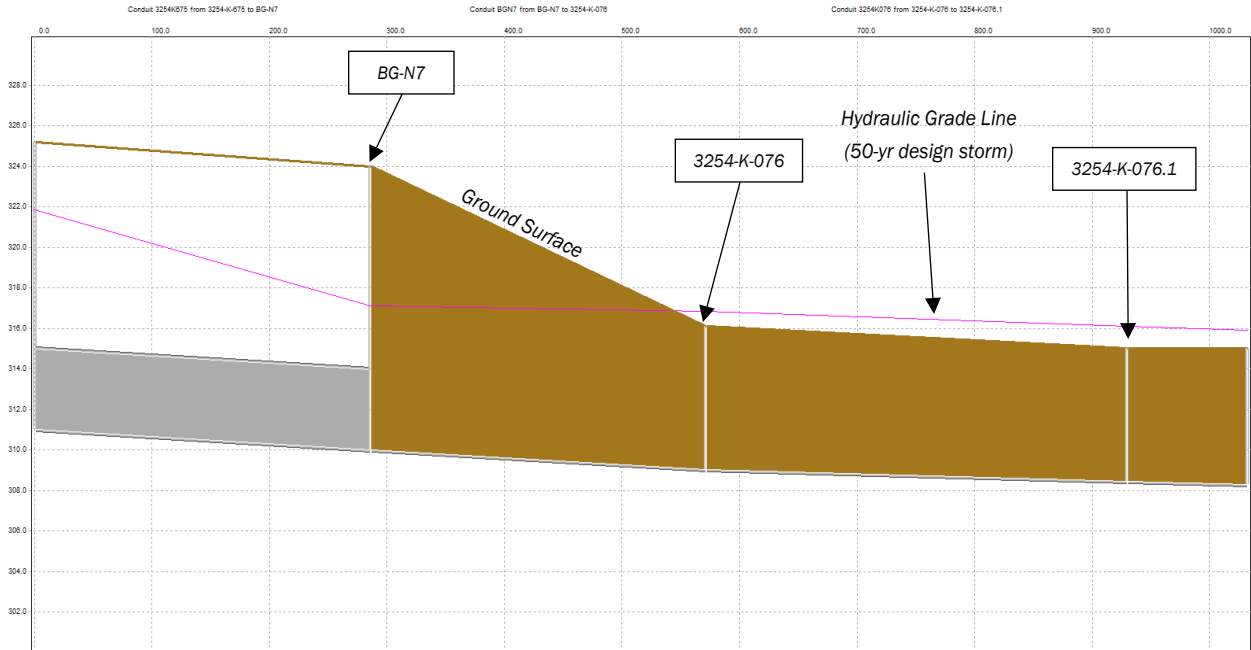 Conduit 3254K675 from 3254-K-675 to BG-N7
Conduit BGN7 from BG-N7 to 3254-K-076
Conduit 3254K076 from 3254-K-076 to 3254-K-076.1
0.0 100.0 200.0 300.0 400.0 500.0 600.0 700.0 800.0 900.0 1000.0
328.0
326.0
324.0
322.0
320.0
318.0
316.0
314.0
312.0
310.0
308.0
306.0
304.0
302.0
BG-N7
Ground Surface
3254-K-076
Hydraulic Grade Line
(50-yr design storm)
3254-K-076.1